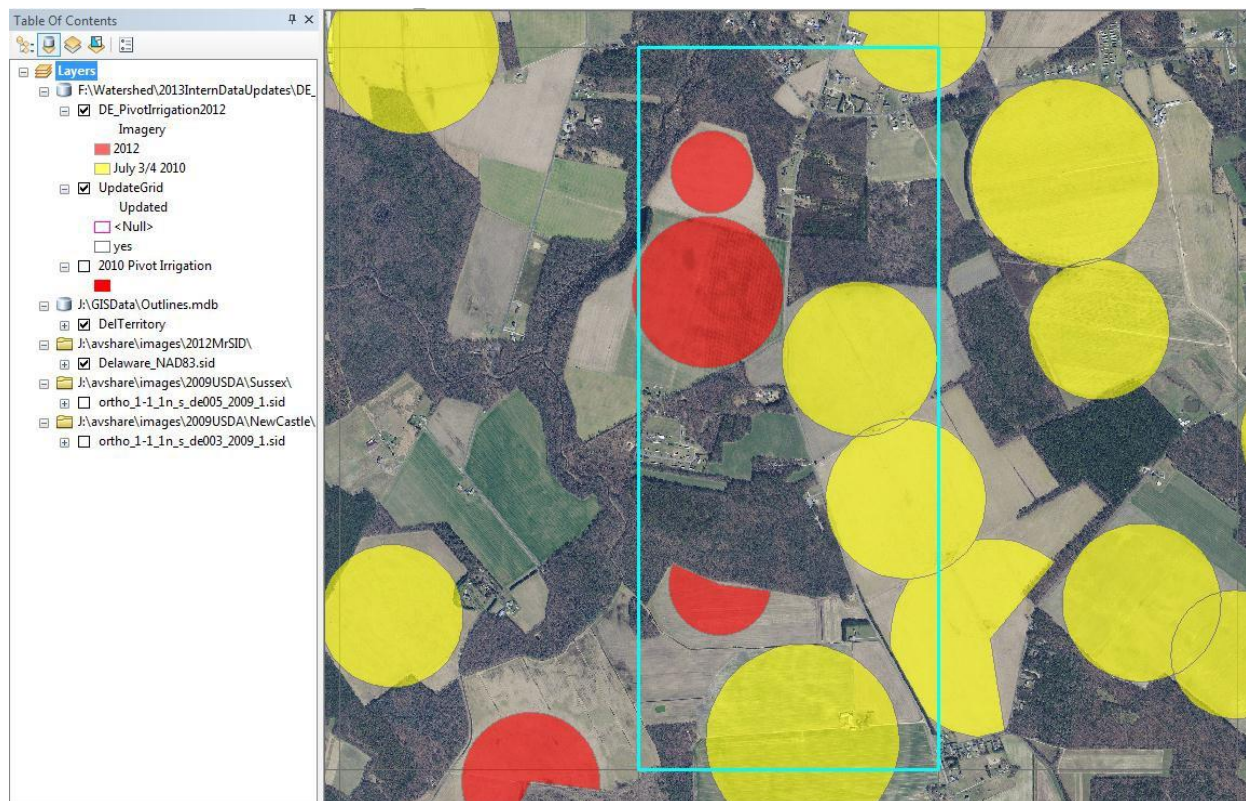 Table Of Contents
Layers
F:\Watershed\2013InternDataUpdates\DE_
DE_PivotIrrigation2012
Imagery
2012
July 3/4 2010
UpdateGrid
Updated
<Null>
yes
2010 Pivot Irrigation
J:\GISData\Outlines.mdb
DelTerritory
J:\avshare\images\2012MrSID\
Delaware_NAD83.sid
J:\avshare\images\2009USDA\Sussex\
ortho_1-1_1n_s_de005_2009_1.sid
J:\avshare\images\2009USDA\NewCastle\
ortho_1-1_1n_s_de003_2009_1.sid